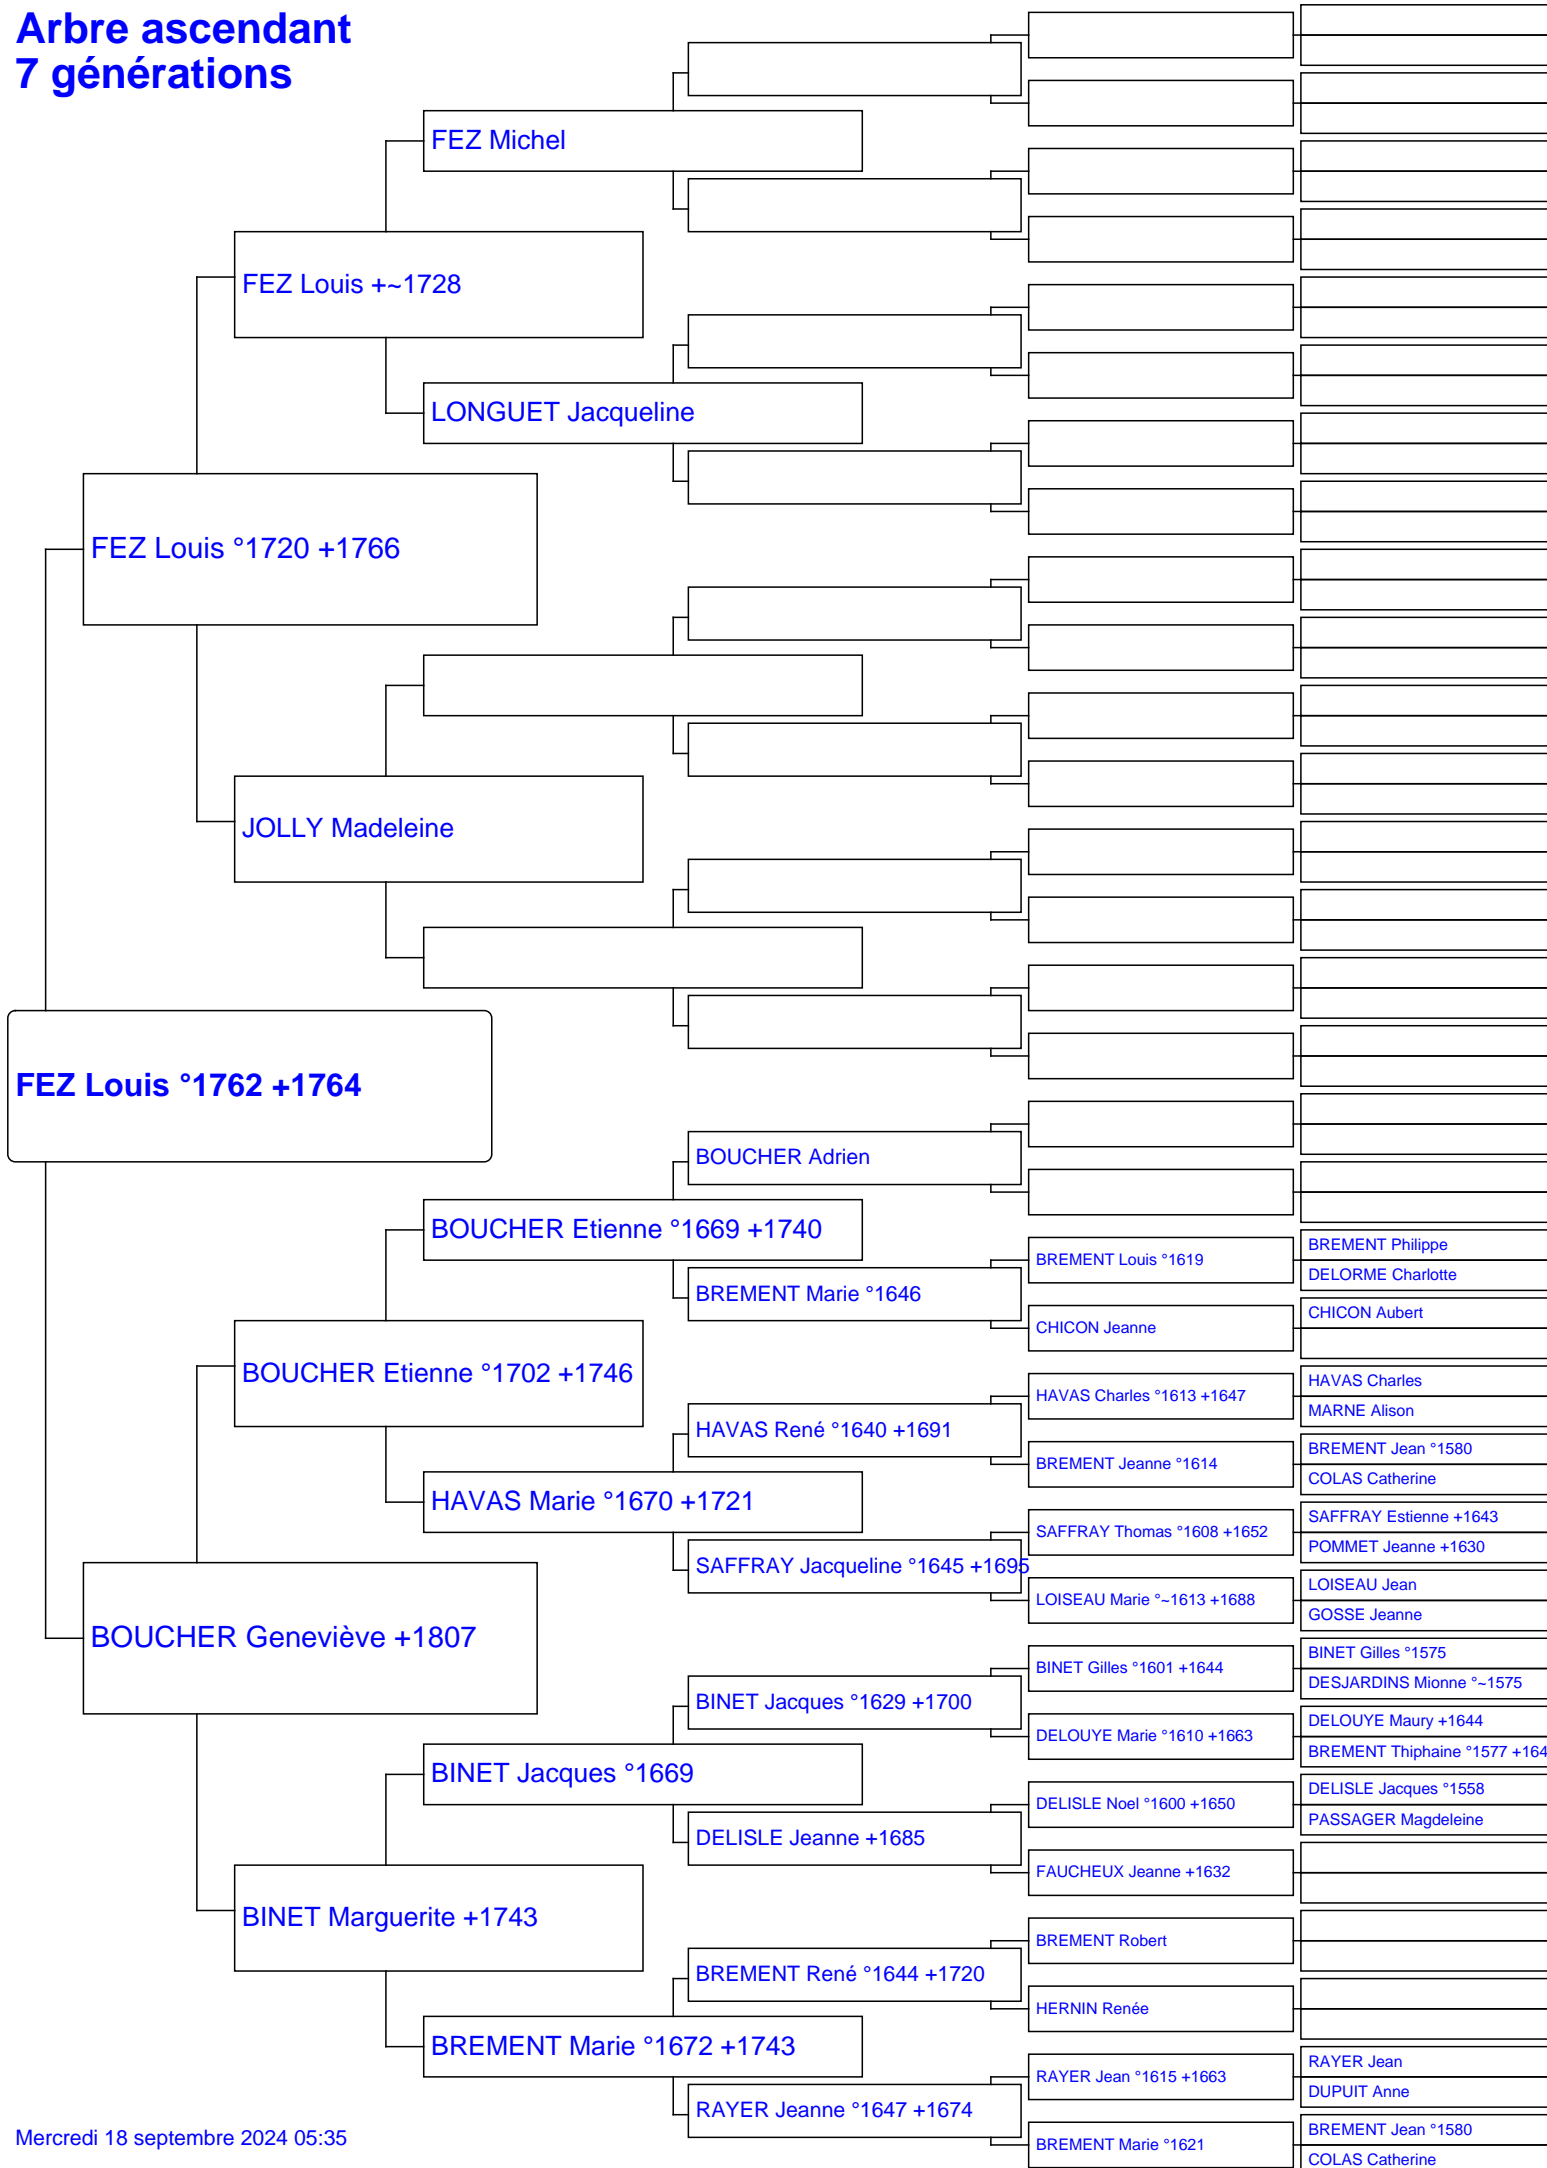 Arbre ascendant
7 générations
FEZ Michel
FEZ Louis +~1728
LONGUET Jacqueline
FEZ Louis °1720 +1766
JOLLY Madeleine
FEZ Louis °1762 +1764
BOUCHER Adrien
BOUCHER Etienne °1669 +1740
BREMENT Philippe
BREMENT Louis °1619
DELORME Charlotte
BREMENT Marie °1646
CHICON Aubert
CHICON Jeanne
BOUCHER Etienne °1702 +1746
HAVAS Charles
HAVAS Charles °1613 +1647
MARNE Alison
HAVAS René °1640 +1691
BREMENT Jean °1580
BREMENT Jeanne °1614
COLAS Catherine
HAVAS Marie °1670 +1721
SAFFRAY Estienne +1643
SAFFRAY Thomas °1608 +1652
POMMET Jeanne +1630
SAFFRAY Jacqueline °1645 +1695
LOISEAU Jean
LOISEAU Marie °~1613 +1688
GOSSE Jeanne
BOUCHER Geneviève +1807
BINET Gilles °1575
BINET Gilles °1601 +1644
DESJARDINS Mionne °~1575
BINET Jacques °1629 +1700
DELOUYE Maury +1644
DELOUYE Marie °1610 +1663
BREMENT Thiphaine °1577 +164
BINET Jacques °1669
DELISLE Jacques °1558
DELISLE Noel °1600 +1650
PASSAGER Magdeleine
DELISLE Jeanne +1685
FAUCHEUX Jeanne +1632
BINET Marguerite +1743
BREMENT Robert
BREMENT René °1644 +1720
HERNIN Renée
BREMENT Marie °1672 +1743
RAYER Jean
RAYER Jean °1615 +1663
DUPUIT Anne
RAYER Jeanne °1647 +1674
BREMENT Jean °1580
BREMENT Marie °1621
COLAS Catherine
Mercredi 18 septembre 2024 05:35